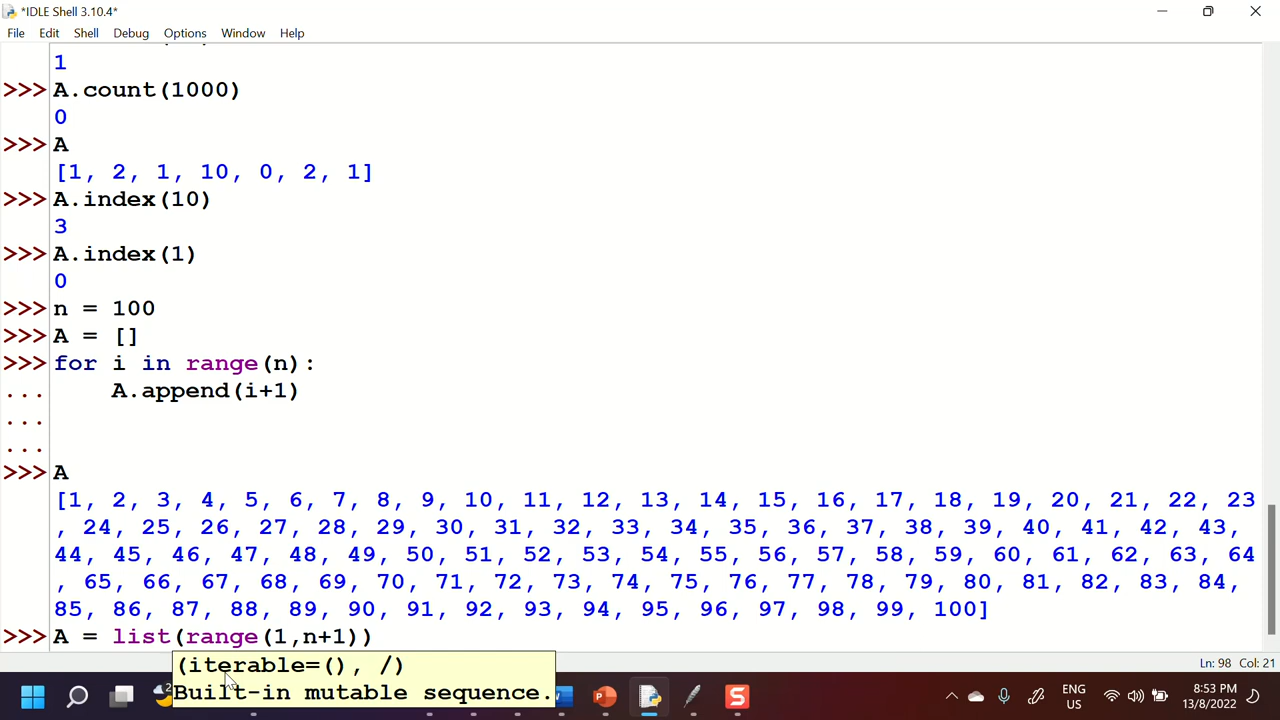 *IDLE Shell 3.10.4*
File Edit Shell Debug Options Window Help
1
>>> A.count(1000)
0
>>> A
[1, 2, 1, 10, 0, 2, 1]
>>> A.index(10)
3
>>> A.index(1)
0
>>> n = 100
>>> A = []
>>> for i in range(n):
... A.append(i+1)
...
...
>>> A
[1, 2, 3, 4, 5, 6, 7, 8, 9, 10, 11, 12, 13, 14, 15, 16, 17, 18, 19, 20, 21, 22, 23
, 24, 25, 26, 27, 28, 29, 30, 31, 32, 33, 34, 35, 36, 37, 38, 39, 40, 41, 42, 43,
44, 45, 46, 47, 48, 49, 50, 51, 52, 53, 54, 55, 56, 57, 58, 59, 60, 61, 62, 63, 64
, 65, 66, 67, 68, 69, 70, 71, 72, 73, 74, 75, 76, 77, 78, 79, 80, 81, 82, 83, 84,
85, 86, 87, 88, 89, 90, 91, 92, 93, 94, 95, 96, 97, 98, 99, 100]
>>> A = list(range(1,n+1))
(iterable=(), /)
Built-in mutable sequence.
Ln: 98 Col: 21
ENG
US
8:53 PM
13/8/2022